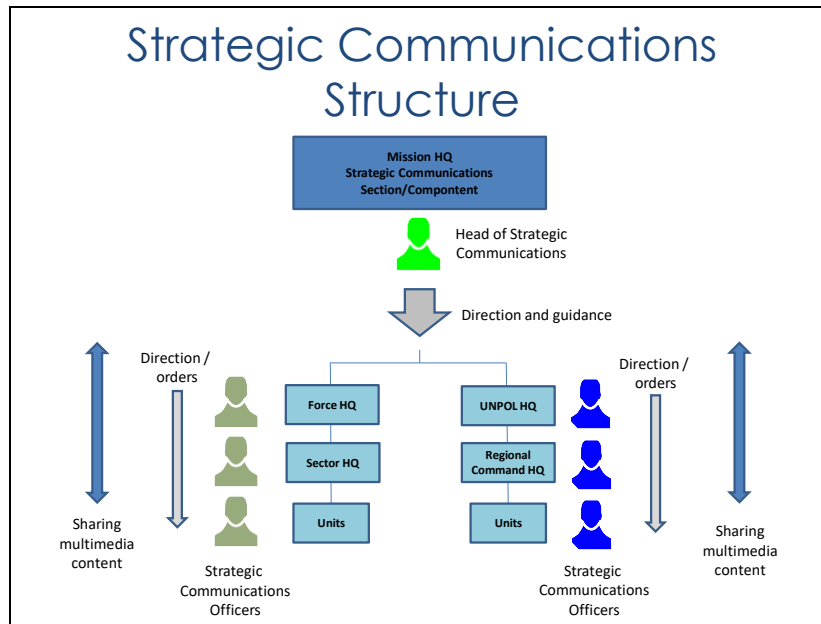 Strategic Communications
Structure
Mission HQ
Strategic Communications
Section/Compontent
Head of Strategic
Communications
Direction and guidance
Direction /
orders
Direction /
orders
Force HQ
UNPOL HQ
Sector HQ
Regional
Command HQ
Units
Units
Sharing
multimedia
content
Sharing
multimedia
content
Strategic
Communications
Officers
Strategic
Communications
Officers